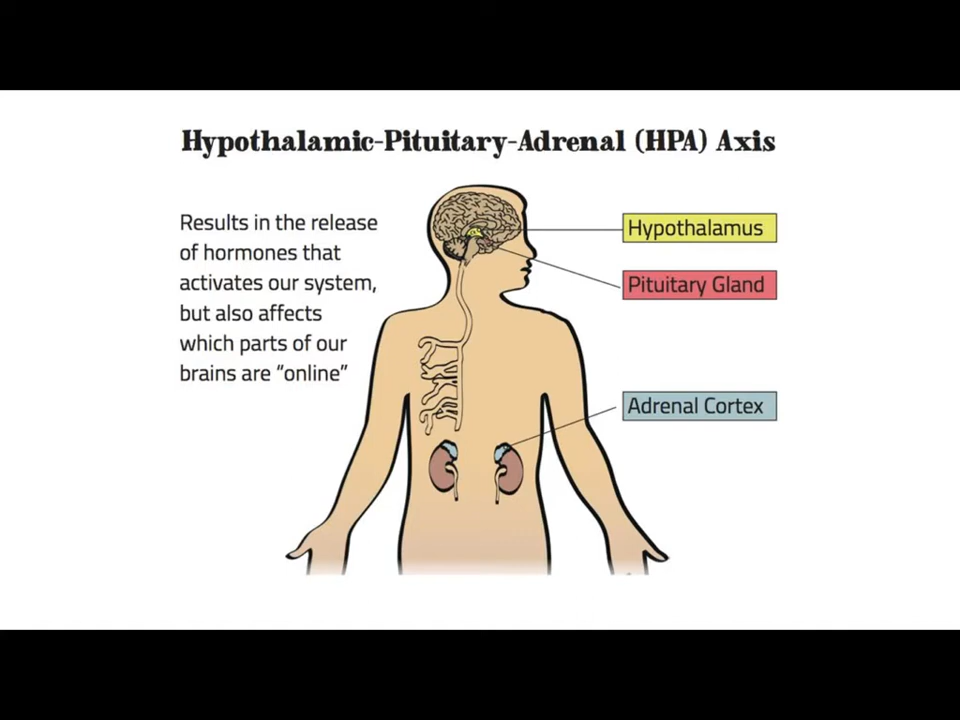 Hypothalamic-Pituitary-Adrenal (HPA) Axis
Results in the release
of hormones that
activates our system,
but also affects
which parts of our
brains are “online”
Hypothalamus
Pituitary Gland
Adrenal Cortex